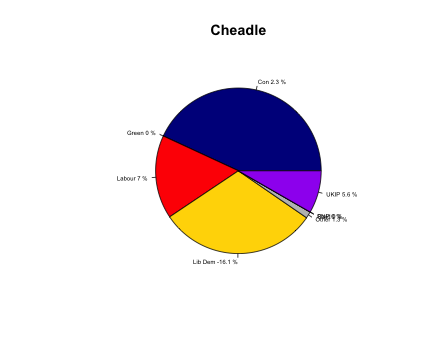 Cheadle
Con 2.3 %
Green 0 %
Labour 7 %
UKIP 5.6 %
Other 1.3 %
Lib Dem -16.1 %